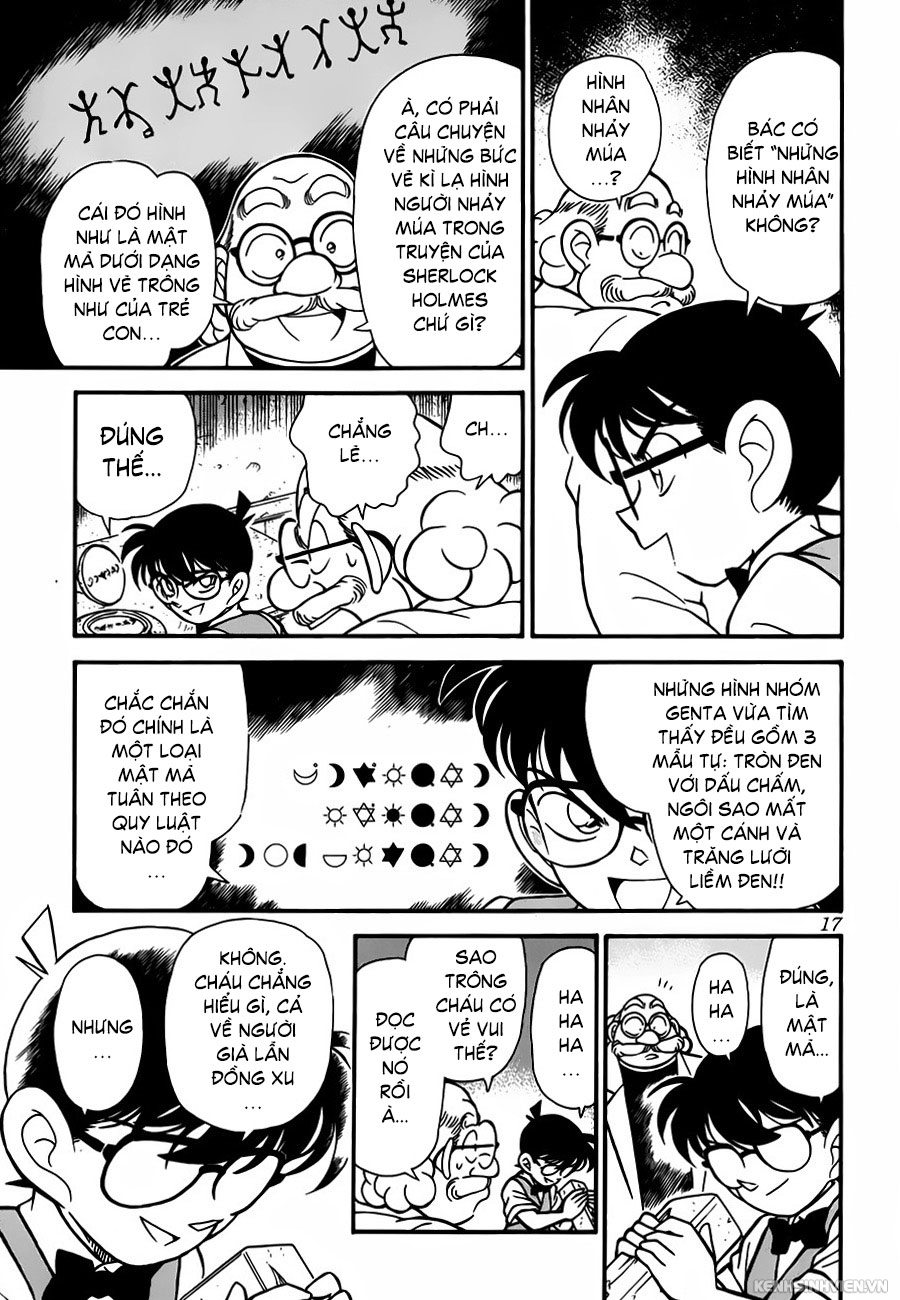 BÁC CÓ
BIẾT "NHỮNG
HÌNH NHÂN
NHẢY MÚA"
KHÔNG?
HÌNH
NHÂN
NHẢY
MÚA
...?
À, CÓ PHẢI
CÂU CHUYỆN
VỀ NHỮNG BỨC
VẼ KÌ LẠ HÌNH
NGƯỜI NHẢY
MÚA TRONG
TRUYỆN CỦA
SHERLOCK
HOLMES
CHỨ GÌ?
CÁI ĐÓ HÌNH
NHƯ LÀ MẬT
MÃ DƯỚI DẠNG
HÌNH VẼ TRÔNG
NHƯ CỦA TRẺ
CON...
CH...
CHẲNG
LẼ...
ĐÚNG
THẾ...
NHỮNG HÌNH NHÓM
GENTA VỪA TÌM
THẤY ĐỀU GỒM 3
MẪU TỰ: TRÒN ĐEN
VỚI DẤU CHẤM,
NGÔI SAO MẤT
MỘT CÁNH VÀ
TRĂNG LƯỠI
LIỀM ĐEN!!
CHẮC CHẮN
ĐÓ CHÍNH LÀ
MỘT LOẠI
MẬT MÃ
TUÂN THEO
QUY LUẬT
NÀO ĐÓ
...
17
ĐÚNG,
LÀ
MẬT
MÃ...
HA
HA
...
HA
HA
HA
SAO
TRÔNG
CHÁU CÓ
VẺ VUI
THẾ?
ĐỌC
ĐƯỢC
NÓ
RỒI
À...
KHÔNG.
CHÁU CHẲNG
HIỂU GÌ, CẢ
VỀ NGƯỜI
GIÀ LẪN
ĐỒNG XU
...
NHƯNG
...
KENHSINHVIEN.VN